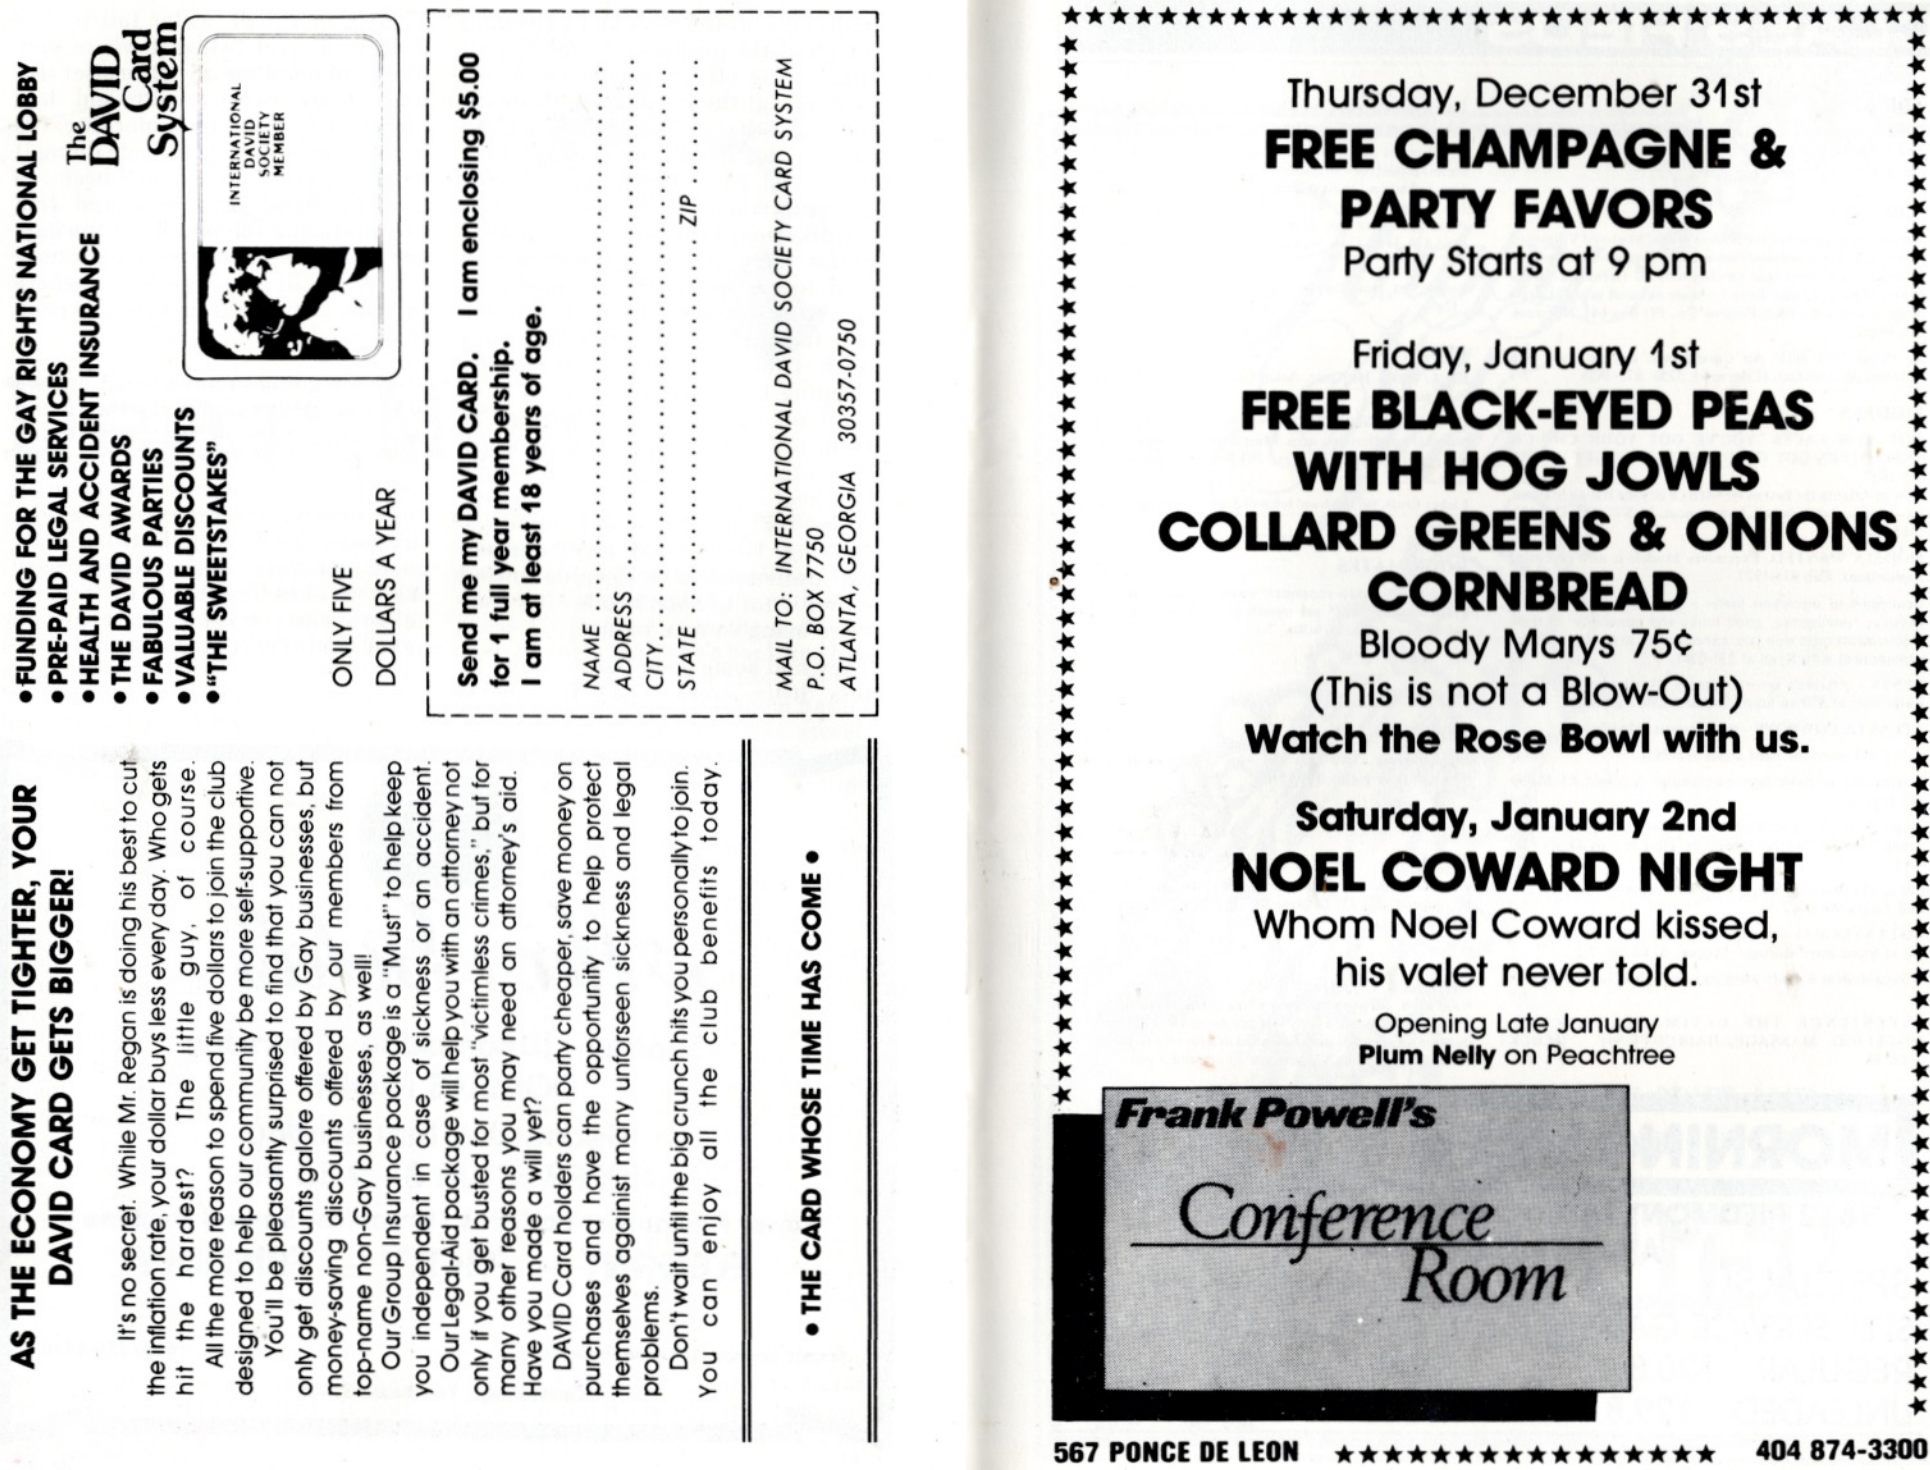 AS THE ECONOMY GET TIGHTER, YOUR
DAVID CARD GETS BIGGER!
It's no secret. While Mr. Regan is doing his best to cut
the inflation rate, your dollar buys less every day. Who gets
hit the hardest? The little guy, of course.
All the more reason to spend five dollars to join the club
designed to help our community be more self-supportive.
You'll be pleasantly surprised to find that you can not
only get discounts galore offered by Gay businesses, but
money-saving discounts offered by our members from
top-name non-Gay businesses, as well!
Our Group Insurance package is a "Must" to help keep
you independent in case of sickness or an accident.
Our Legal-Aid package will help you with an attorney not
only if you get busted for most "victimless crimes," but for
many other reasons you may need an attorney's aid.
Have you made a will yet?
DAVID Card holders can party cheaper, save money on
purchases and have the opportunity to help protect
themselves against many unforseen sickness and legal
problems.
Don't wait until the big crunch hits you personally to join.
You can enjoy all the club benefits today.
• THE CARD WHOSE TIME HAS COME •
• FUNDING FOR THE GAY RIGHTS NATIONAL LOBBY
• PRE-PAID LEGAL SERVICES
• HEALTH AND ACCIDENT INSURANCE
• THE DAVID AWARDS
• FABULOUS PARTIES
• VALUABLE DISCOUNTS
• "THE SWEETSTAKES"
The
DAVID
Card
System
INTERNATIONAL
DAVID
SOCIETY
MEMBER
ONLY FIVE
DOLLARS A YEAR
Send me my DAVID CARD. I am enclosing $5.00
for 1 full year membership.
I am at least 18 years of age.
NAME
ADDRESS
CITY
STATE ZIP
MAIL TO: INTERNATIONAL DAVID SOCIETY CARD SYSTEM
P.O. BOX 7750
ATLANTA, GEORGIA 30357-0750
Thursday, December 31st
FREE CHAMPAGNE &
PARTY FAVORS
Party Starts at 9 pm
Friday, January 1st
FREE BLACK-EYED PEAS
WITH HOG JOWLS
COLLARD GREENS & ONIONS
CORNBREAD
Bloody Marys 75¢
(This is not a Blow-Out)
Watch the Rose Bowl with us.
Saturday, January 2nd
NOEL COWARD NIGHT
Whom Noel Coward kissed,
his valet never told.
Opening Late January
Plum Nelly on Peachtree
Frank Powell's
Conference
Room
567 PONCE DE LEON 404 874-3300